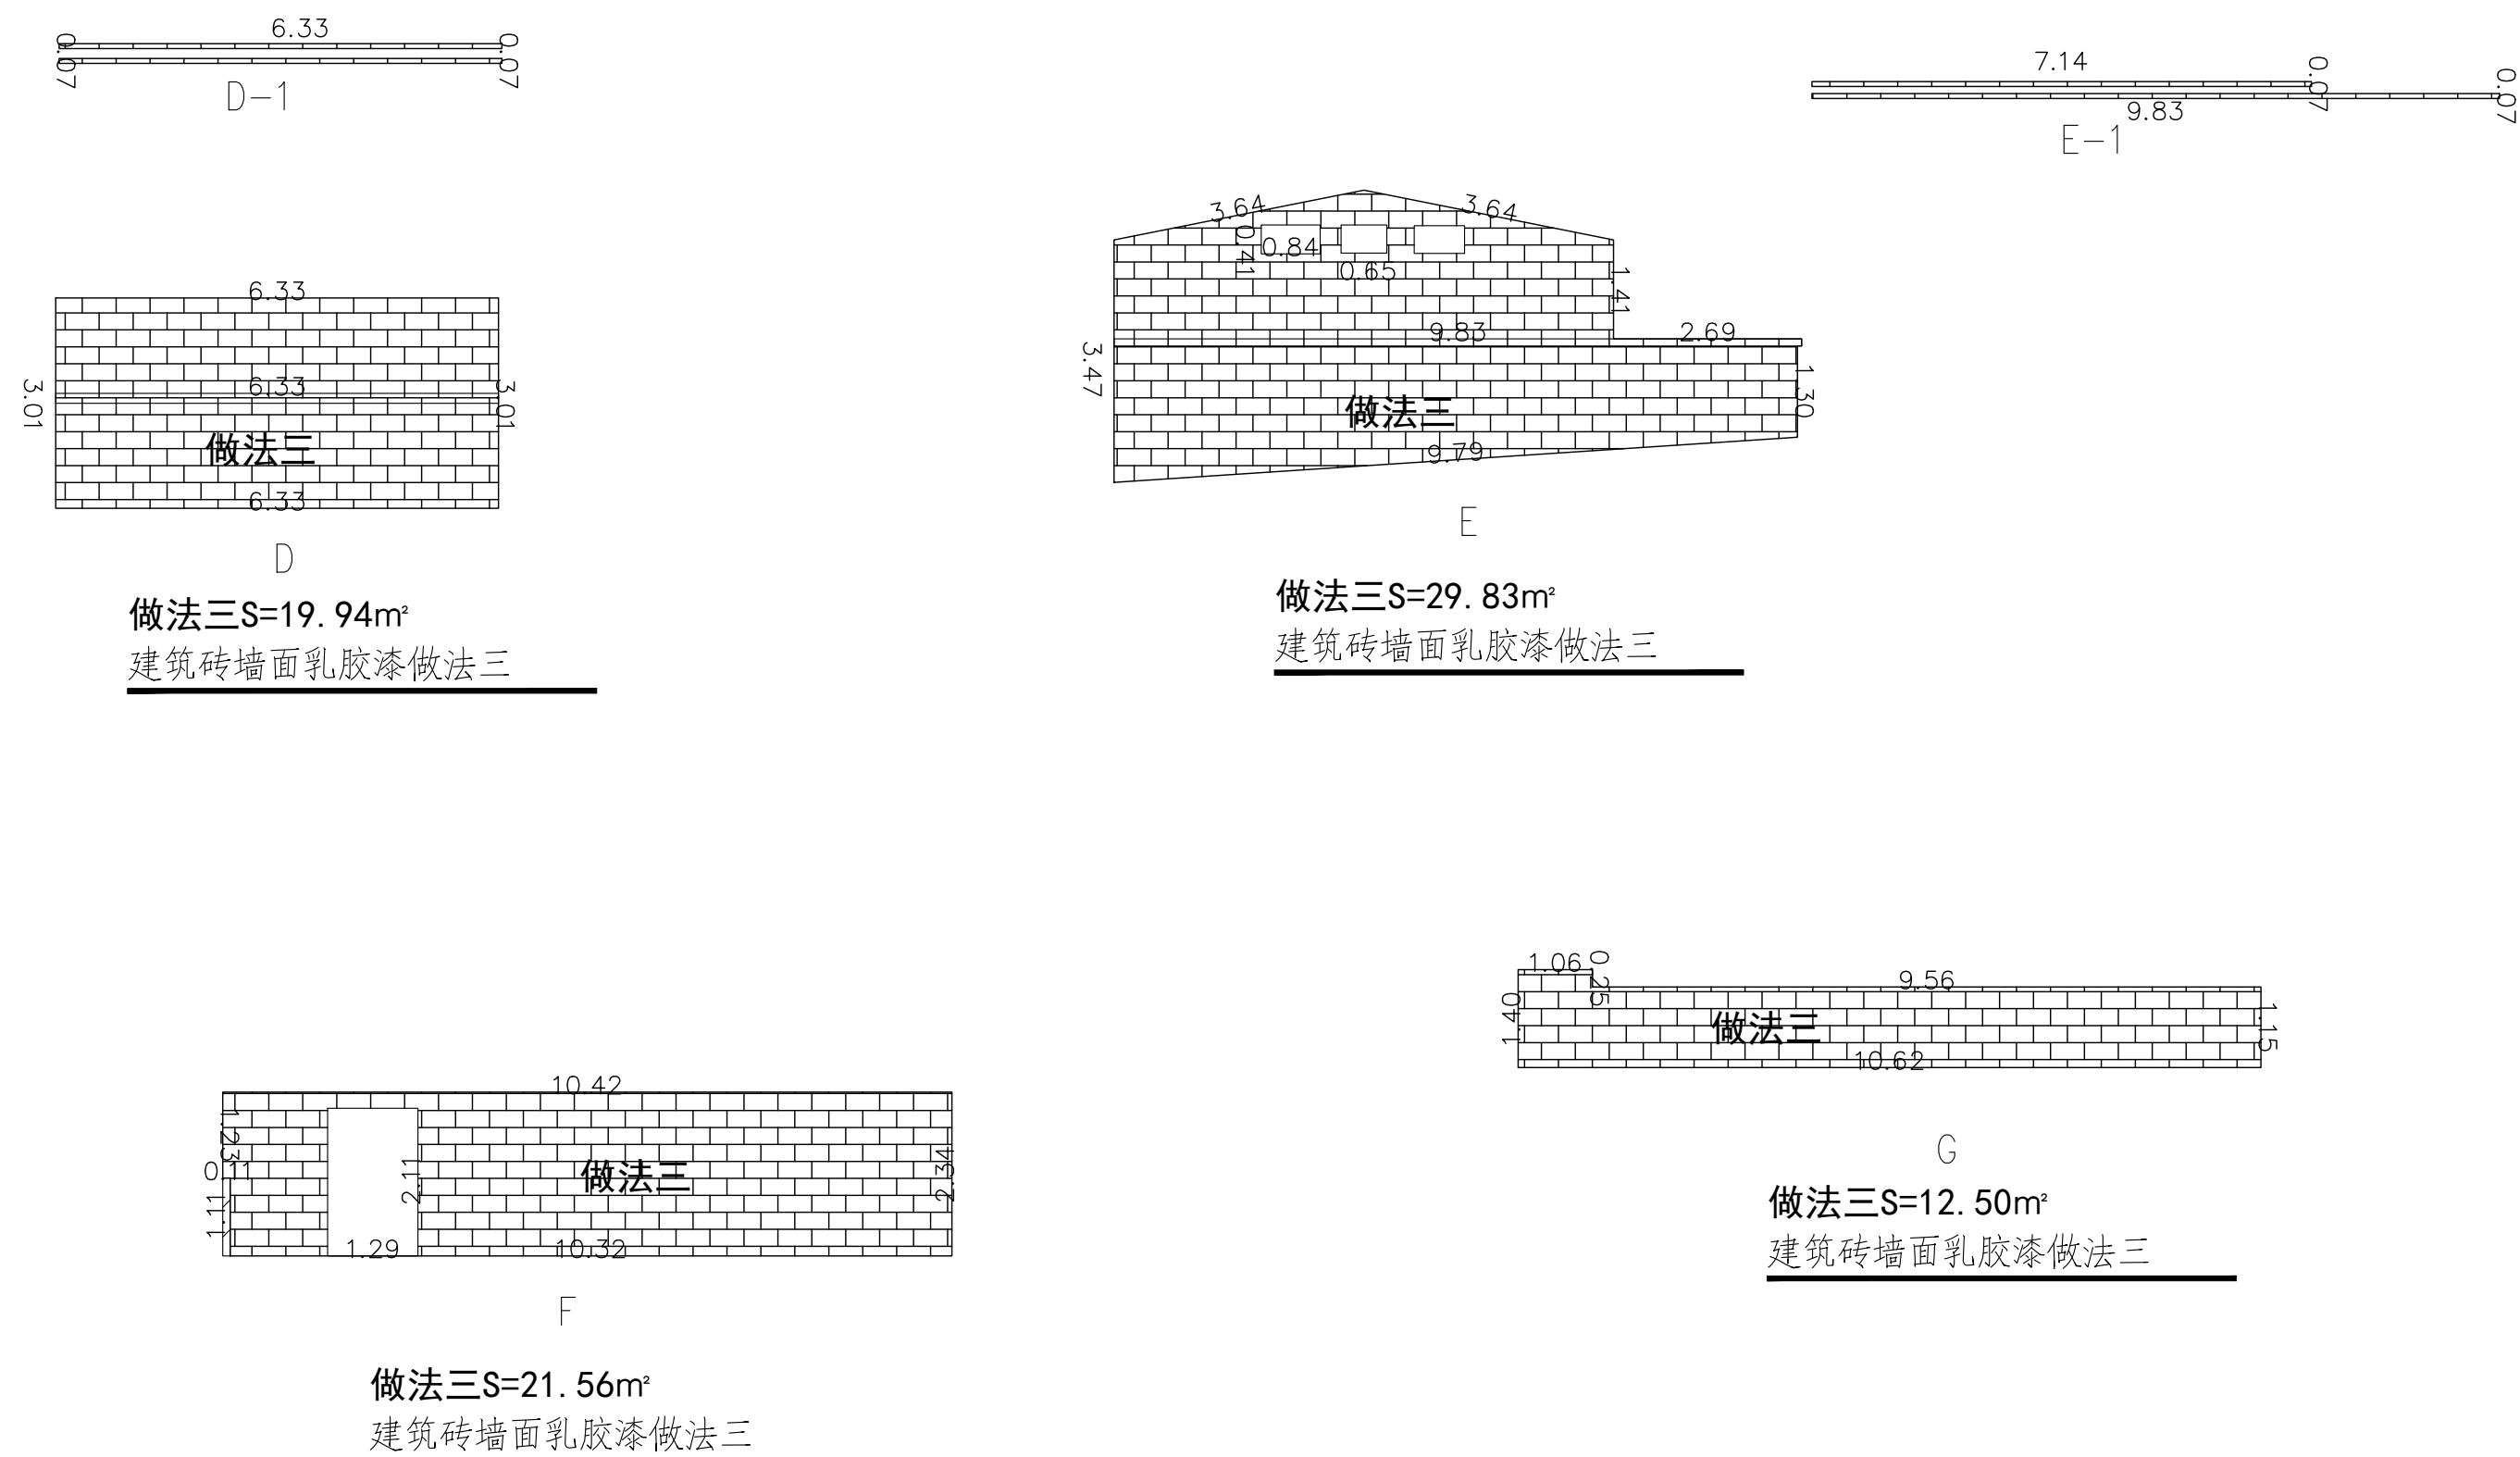 6.33
0.07
0.07
D-1
7.14
0.07
9.83
0.07
E-1
6.33
3.01
6.33
3.01
做法三
6.33
D
做法三S=19.94㎡
建筑砖墙面乳胶漆做法三
3.64
3.64
0.41
0.84
0.65
1.41
9.83
2.69
3.47
1.30
做法三
9.79
E
做法三S=29.83㎡
建筑砖墙面乳胶漆做法三
10.42
1.23
0.11
1.11
2.11
做法三
2.34
1.29
10.32
F
做法三S=21.56㎡
建筑砖墙面乳胶漆做法三
1.06
0.25
9.56
1.40
做法三
1.15
10.62
G
做法三S=12.50㎡
建筑砖墙面乳胶漆做法三